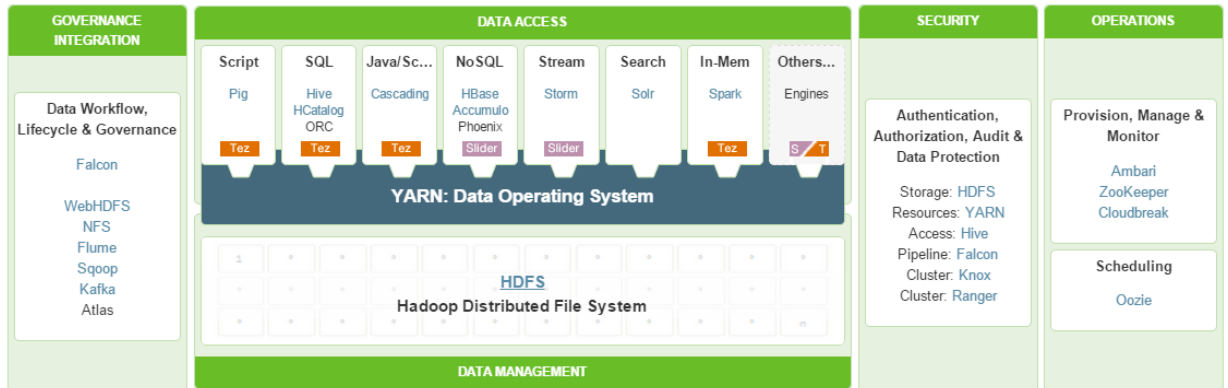 GOVERNANCE
INTEGRATION
Data Workflow,
Lifecycle & Governance
Falcon
WebHDFS
NFS
Flume
Sqoop
Kafka
Atlas
DATA ACCESS
Script
Pig
Tez
SQL
Hive
HCatalog
ORC
Tez
Java/Sc...
Cascading
Tez
NoSQL
HBase
Accumulo
Phoenix
Slider
Stream
Storm
Slider
Search
Solr
In-Mem
Spark
Tez
Others...
Engines
S / T
YARN: Data Operating System
1
HDFS
Hadoop Distributed File System
n
DATA MANAGEMENT
SECURITY
Authentication,
Authorization, Audit &
Data Protection
Storage: HDFS
Resources: YARN
Access: Hive
Pipeline: Falcon
Cluster: Knox
Cluster: Ranger
OPERATIONS
Provision, Manage &
Monitor
Ambari
ZooKeeper
Cloudbreak
Scheduling
Oozie